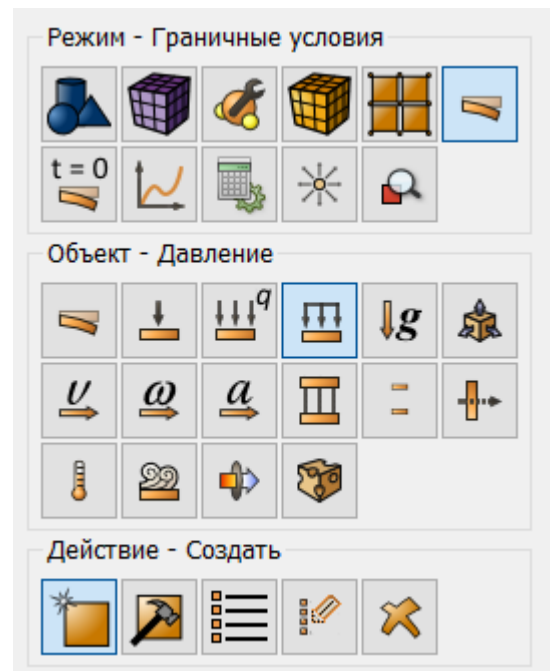 Режим - Граничные условия
t = 0
Объект - Давление
q
g
υ ω a
Действие - Создать